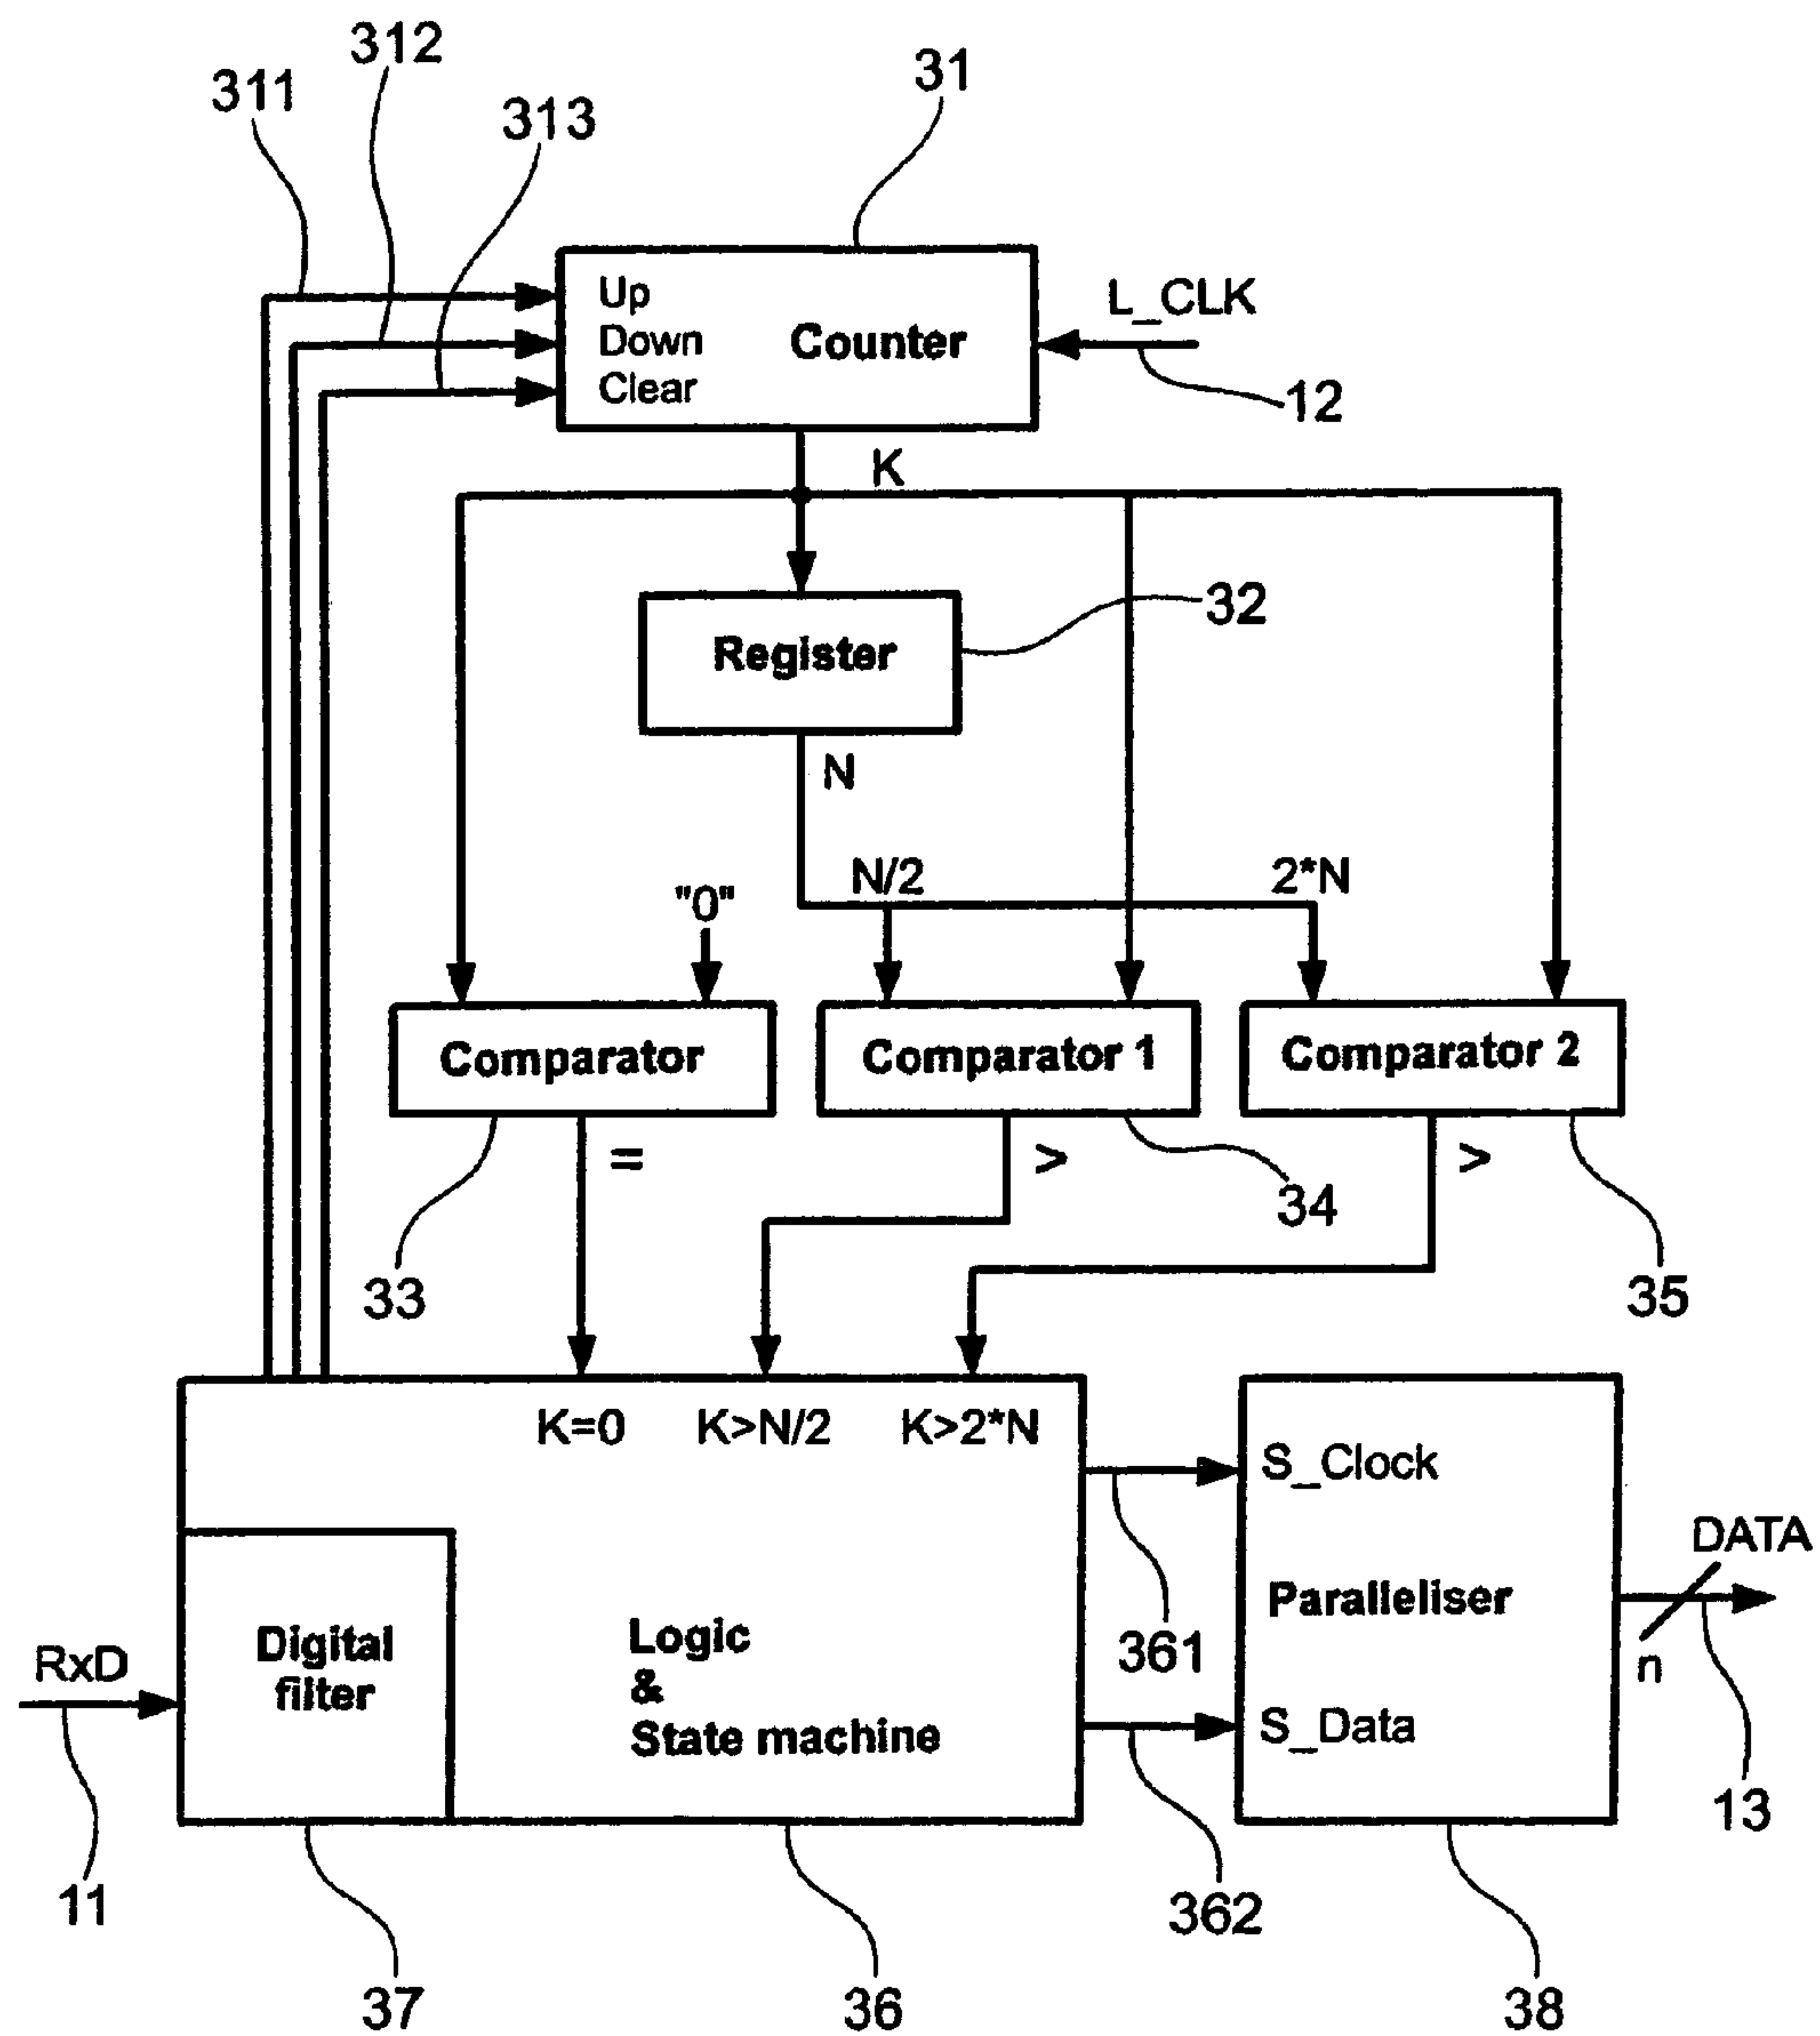 312
311
313
31
Up
Down
Clear
Counter
L_CLK
12
K
Register
32
N
"0"
N/2
2*N
Comparator
Comparator 1
Comparator 2
=
>
>
33
34
35
K=0
K>N/2
K>2*N
S_Clock
Paralleliser
S_Data
DATA
n
13
Digital
filter
Logic
&
State machine
RxD
11
361
362
37
36
38